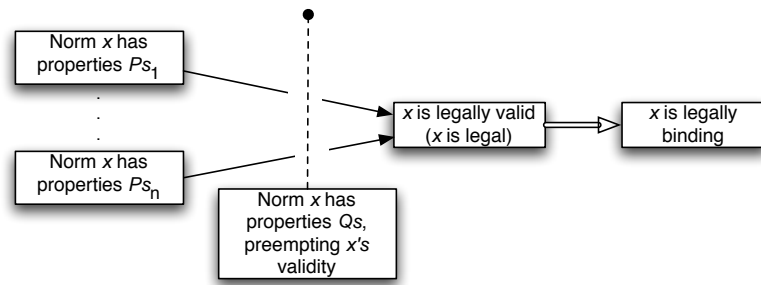 Norm x has
properties Ps1
.
.
.
Norm x has
properties Psn
Norm x has
properties Qs,
preempting x's
validity
x is legally valid
(x is legal)
x is legally
binding